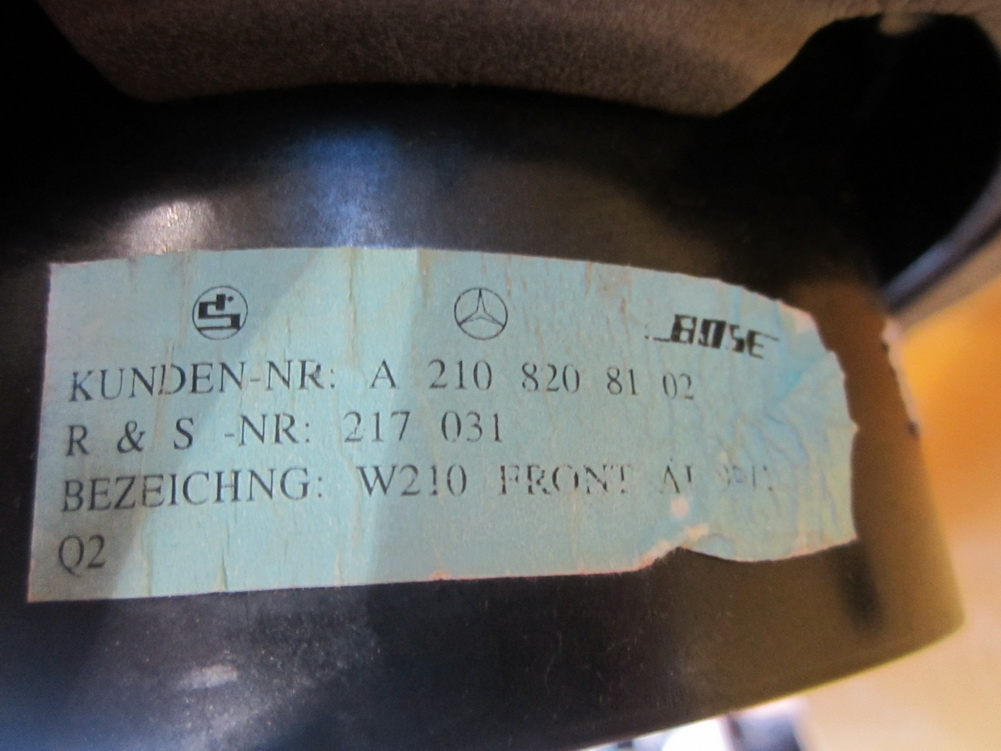 BOSE
KUNDEN-NR: A 210 820 81 02
R & S -NR: 217 031
BEZEICHNG: W210 FRONT
Q2